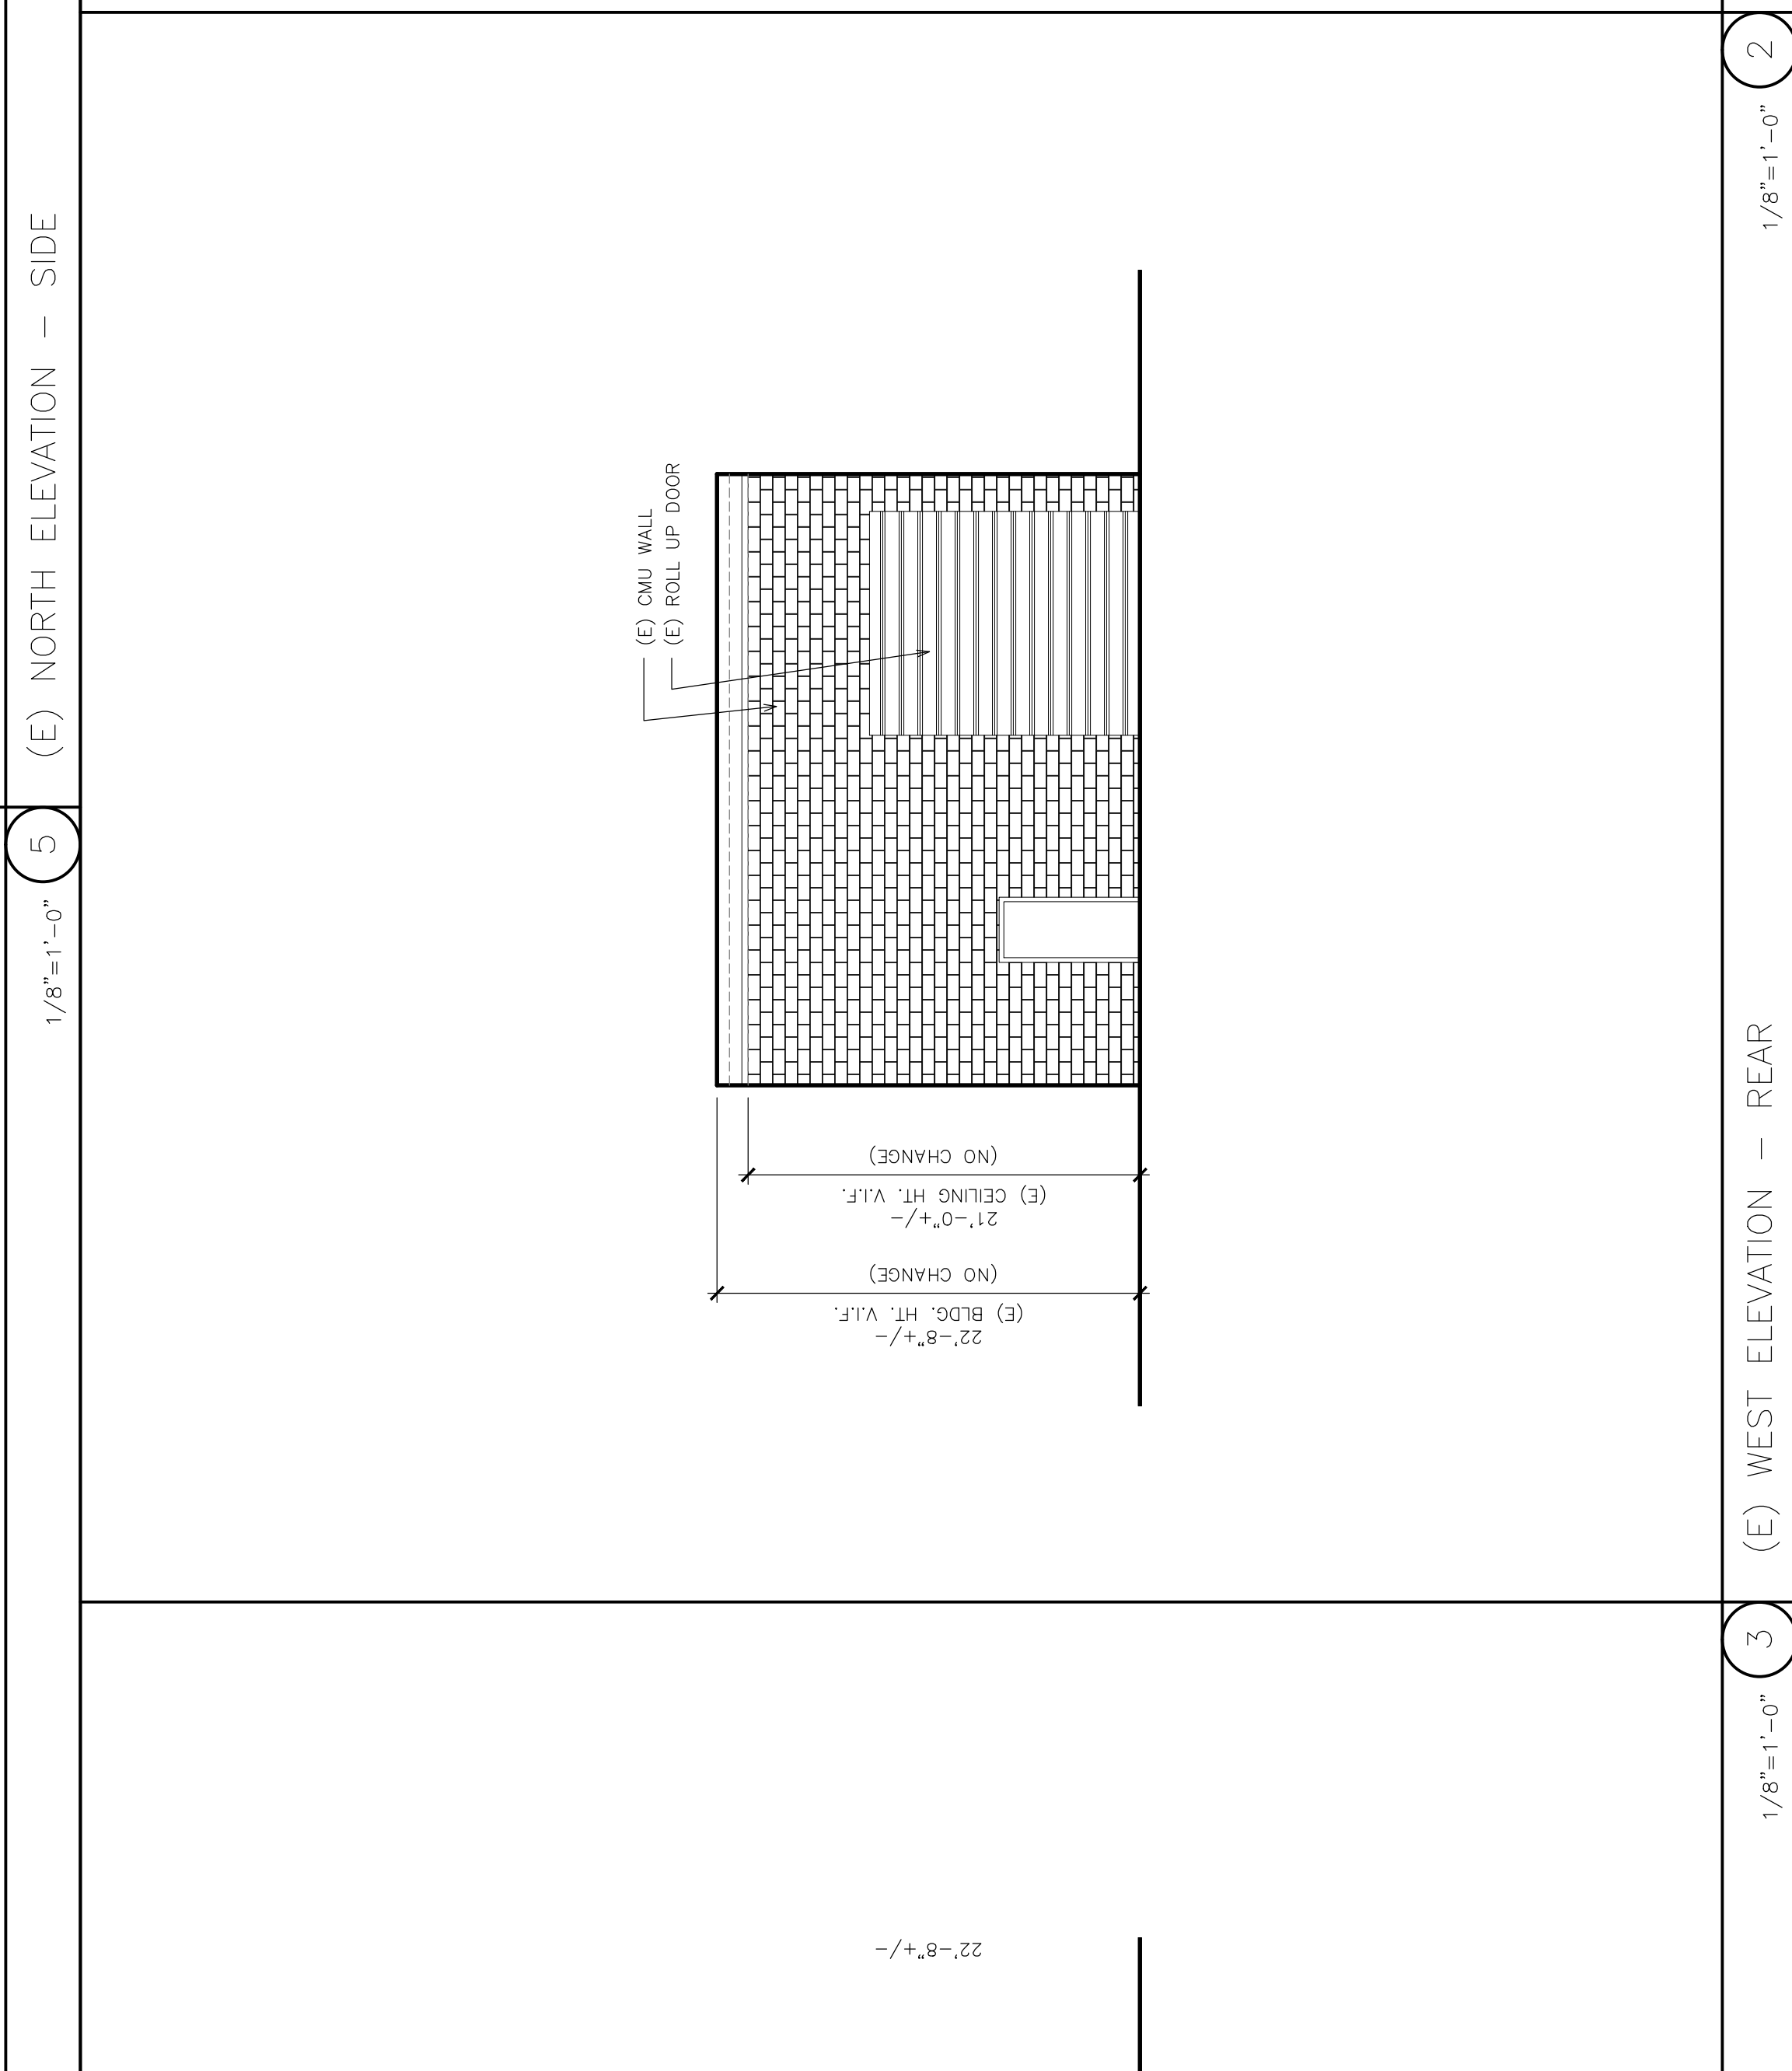 5
(E) NORTH ELEVATION - SIDE
1/8"=1'-0"
(E) CMU WALL
(E) ROLL UP DOOR
(NO CHANGE)
(E) CEILING HT. V.I.F.
21'-0"+/-
(NO CHANGE)
(E) BLDG. HT. V.I.F.
22'-8"+/-
22'-8"+/-
2
1/8"=1'-0"
3
(E) WEST ELEVATION - REAR
1/8"=1'-0"